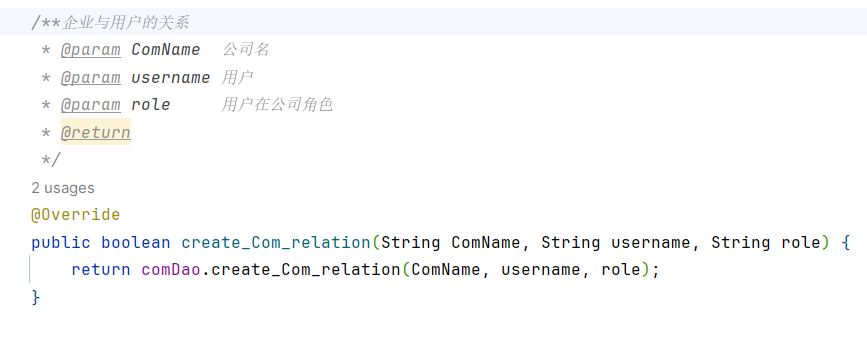 /**企业与用户的关系
 * @param ComName  公司名
 * @param username 用户
 * @param role     用户在公司角色
 * @return
 */
2 usages
@Override
public boolean create_Com_relation(String ComName, String username, String role) {
    return comDao.create_Com_relation(ComName, username, role);
}